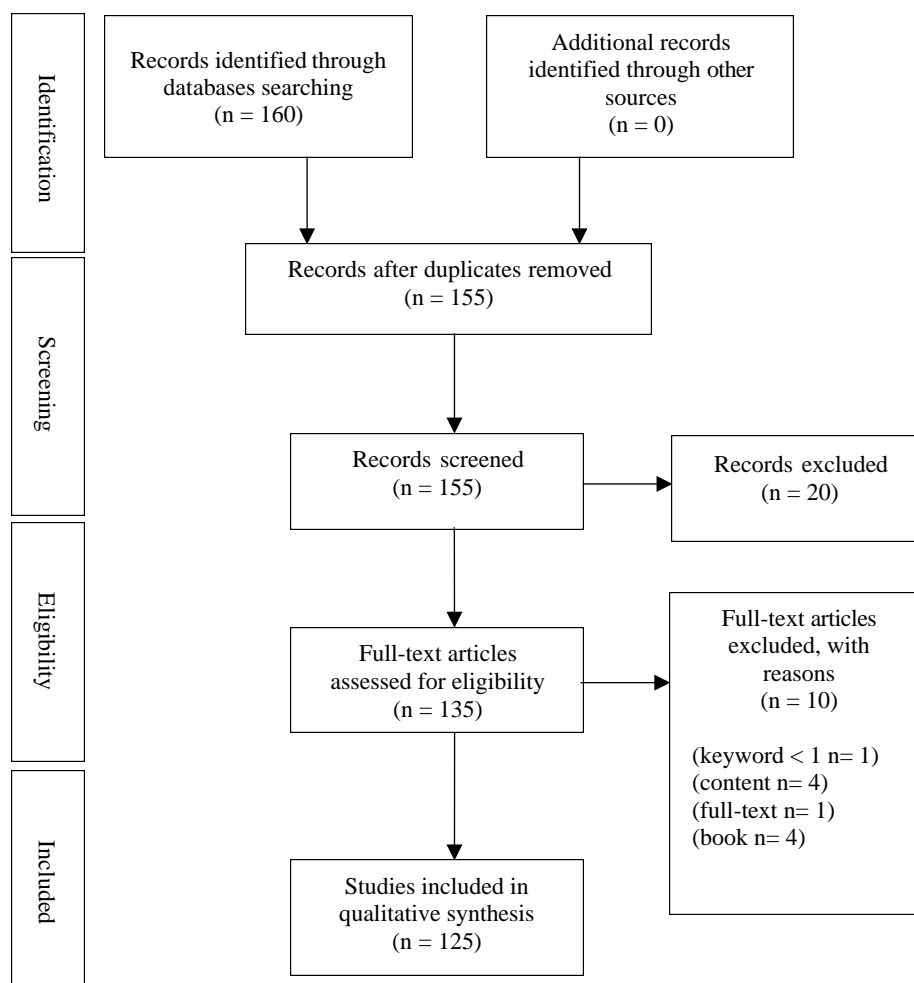 Identification
Records identified through
databases searching
(n = 160)
Additional records
identified through other
sources
(n = 0)
Records after duplicates removed
(n = 155)
Screening
Records screened
(n = 155)
Records excluded
(n = 20)
Eligibility
Full-text articles
assessed for eligibility
(n = 135)
Full-text articles
excluded, with
reasons
(n = 10)
(keyword < 1 n= 1)
(content n= 4)
(full-text n= 1)
(book n= 4)
Included
Studies included in
qualitative synthesis
(n = 125)